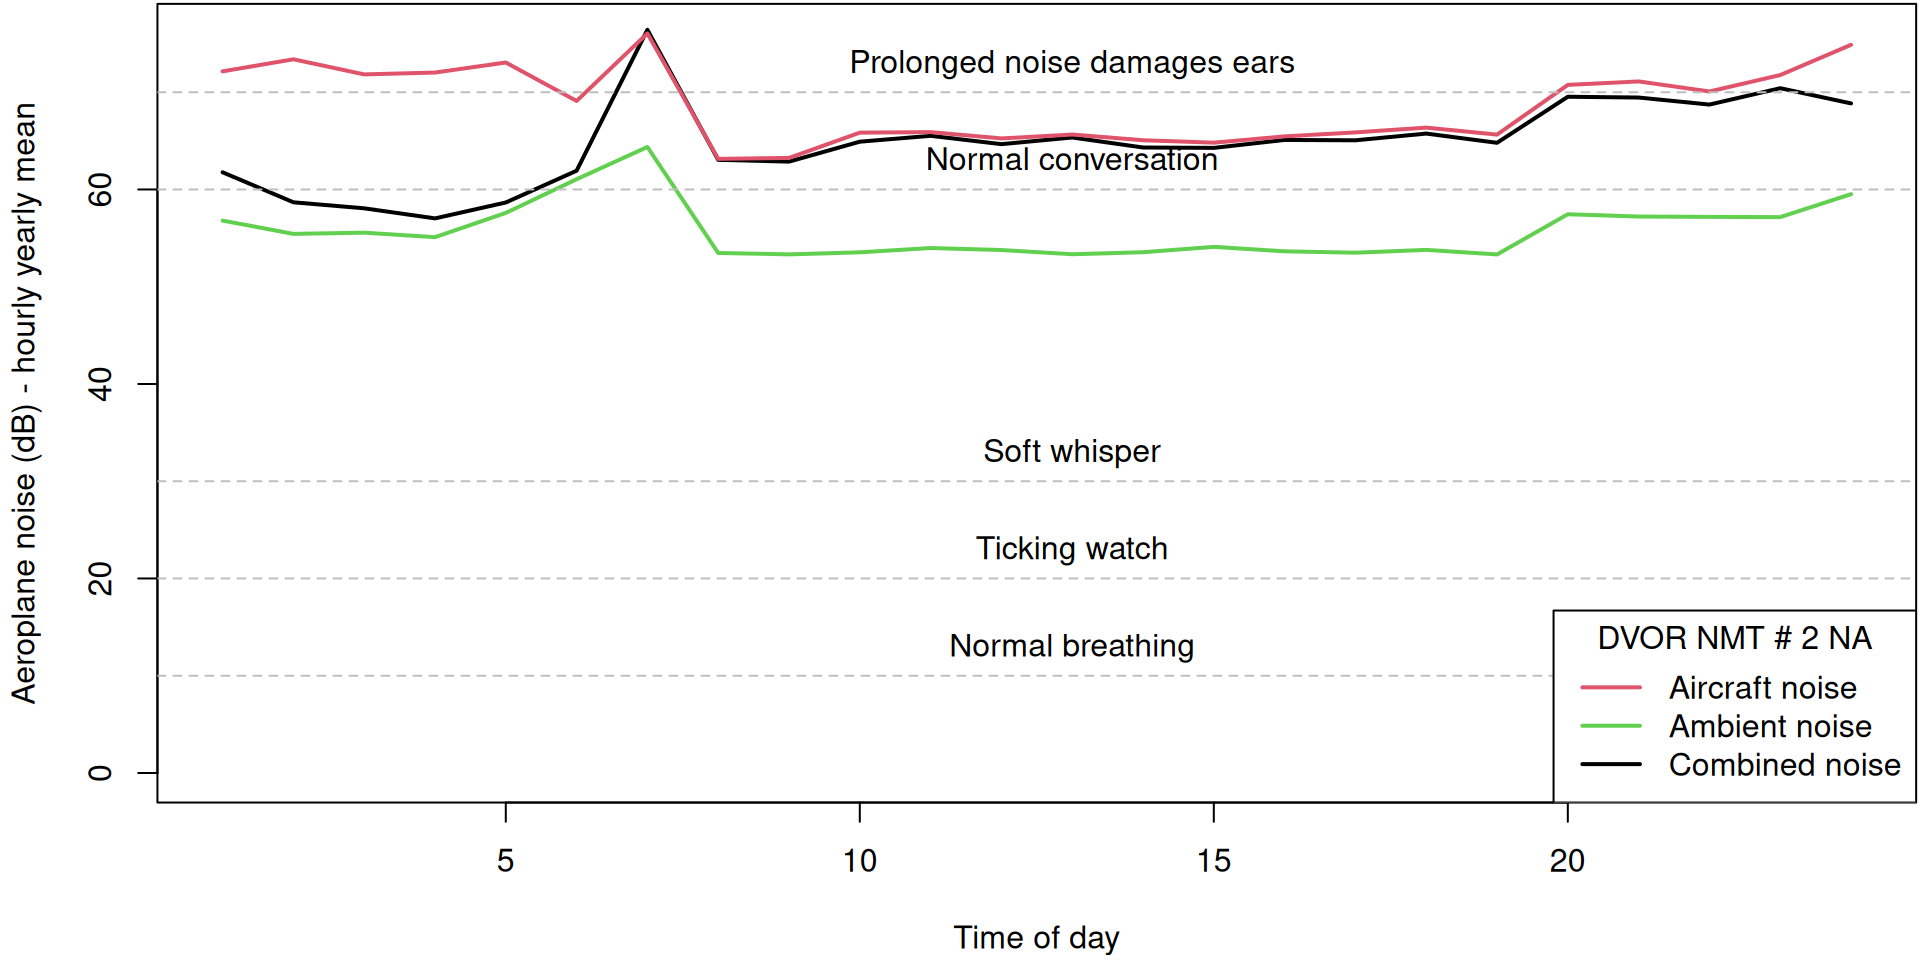 Aeroplane noise (dB) - hourly yearly mean
60
40
20
0
Prolonged noise damages ears
Normal conversation
Soft whisper
Ticking watch
Normal breathing
DVOR NMT # 2 NA
Aircraft noise
Ambient noise
Combined noise
5
10
15
20
Time of day